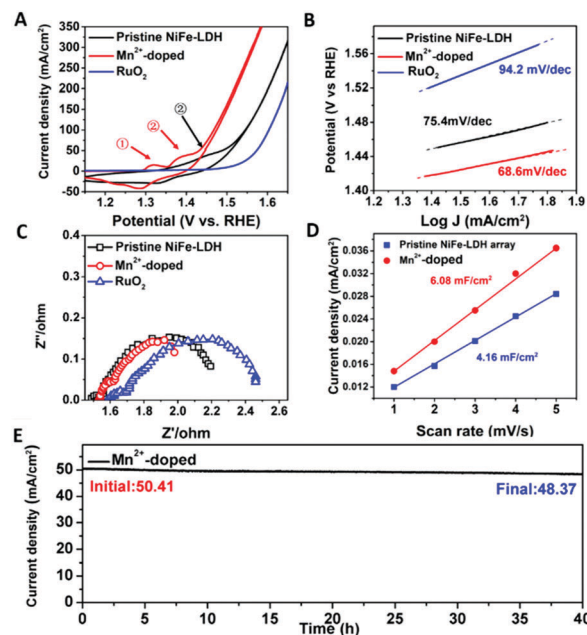 A
Pristine NiFe-LDH
Mn²⁺-doped
RuO₂
①
②
②
350
300
250
200
150
100
50
0
-50
1.2
1.3
1.4
1.5
1.6
Current density (mA/cm²)
Potential (V vs. RHE)
B
Pristine NiFe-LDH
Mn²⁺-doped
RuO₂
94.2 mV/dec
75.4mV/dec
68.6mV/dec
1.56
1.52
1.48
1.44
1.40
1.2
1.3
1.4
1.5
1.6
1.7
1.8
1.9
Potential (V vs RHE)
Log J (mA/cm²)
C
Pristine NiFe-LDH
Mn²⁺-doped
RuO₂
0.4
0.3
0.2
0.1
0.0
1.4
1.6
1.8
2.0
2.2
2.4
2.6
Z''/ohm
Z'/ohm
D
Pristine NiFe-LDH array
Mn²⁺-doped
6.08 mF/cm²
4.16 mF/cm²
0.036
0.032
0.028
0.024
0.020
0.016
0.012
1
2
3
4
5
Current density (mA/cm²)
Scan rate (mV/s)
E
Mn²⁺-doped
Initial:50.41
Final:48.37
60
50
40
30
20
10
0
0
5
10
15
20
25
30
35
40
Current density (mA/cm²)
Time (h)